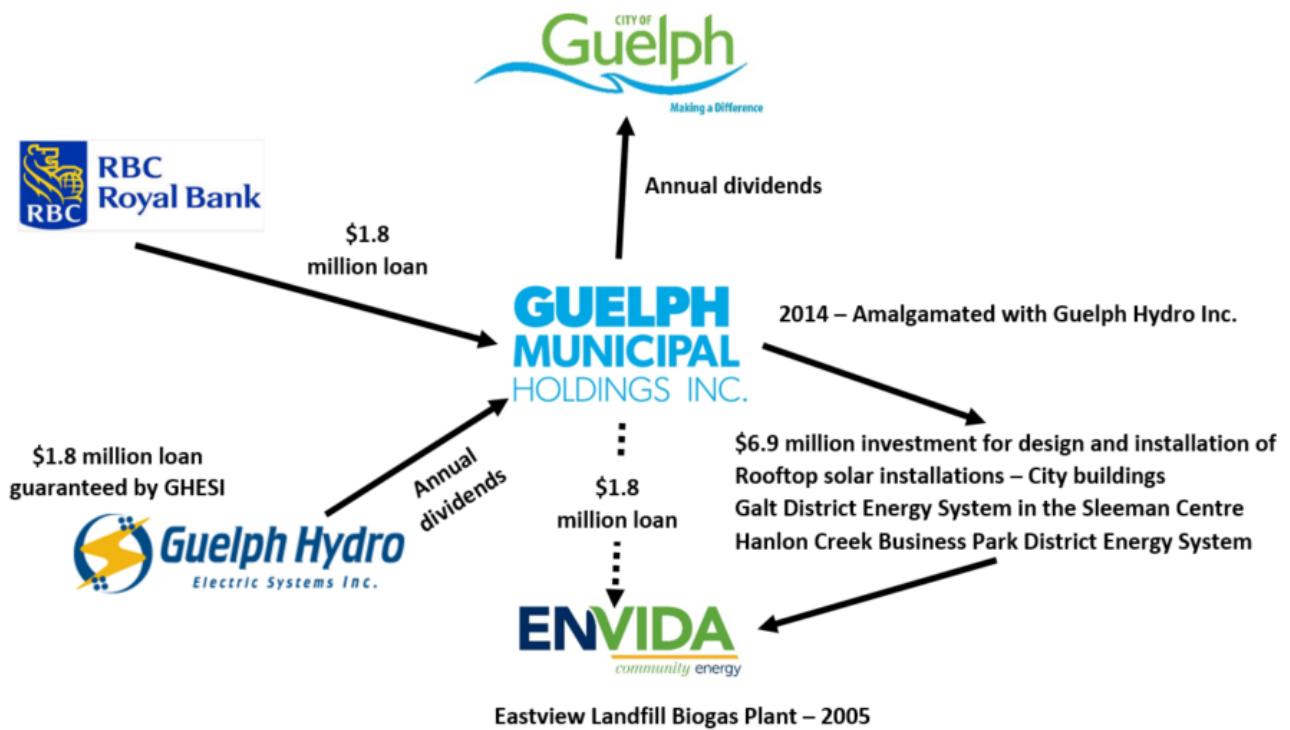 CITY OF
Guelph
Making a Difference
RBC
RBC
Royal Bank
Annual dividends
$1.8
million loan
GUELPH
MUNICIPAL
HOLDINGS INC.
2014 – Amalgamated with Guelph Hydro Inc.
$1.8 million loan
guaranteed by GHESI
Guelph Hydro
Electric Systems Inc.
Annual
dividends
$1.8
million loan
$6.9 million investment for design and installation of
Rooftop solar installations – City buildings
Galt District Energy System in the Sleeman Centre
Hanlon Creek Business Park District Energy System
ENVIDA
community energy
Eastview Landfill Biogas Plant – 2005